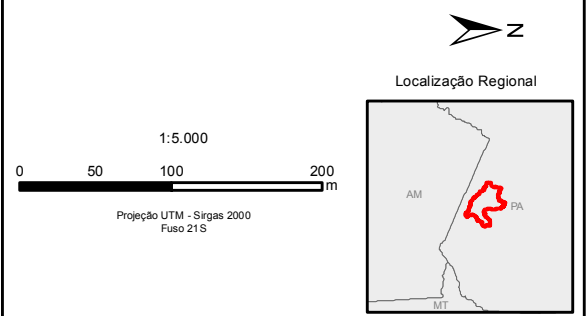 N
Localização Regional
1:5.000
0 50 100 200
m
Projeção UTM - Sirgas 2000
Fuso 21S
AM
PA
MT